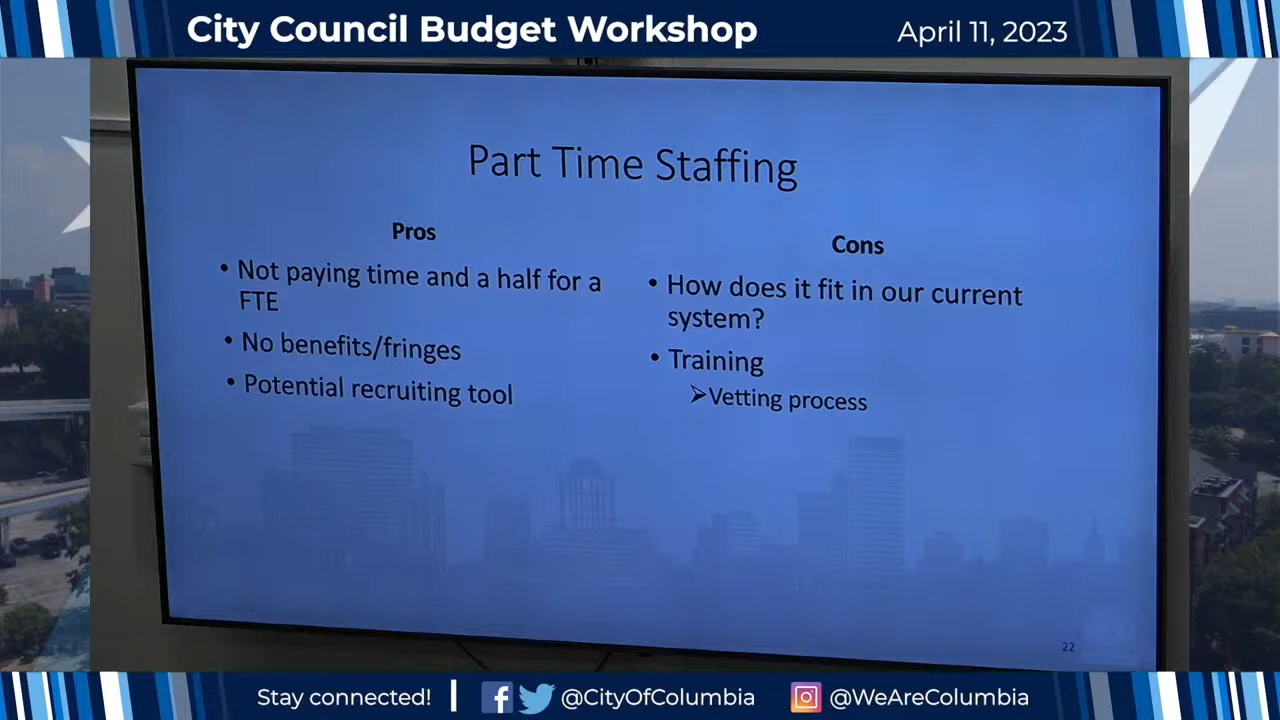 City Council Budget Workshop
April 11, 2023
Part Time Staffing
Pros
• Not paying time and a half for a
FTE
• No benefits/fringes
• Potential recruiting tool
Cons
• How does it fit in our current
system?
• Training
➢Vetting process
22
Stay connected! | @CityOfColumbia @WeAreColumbia